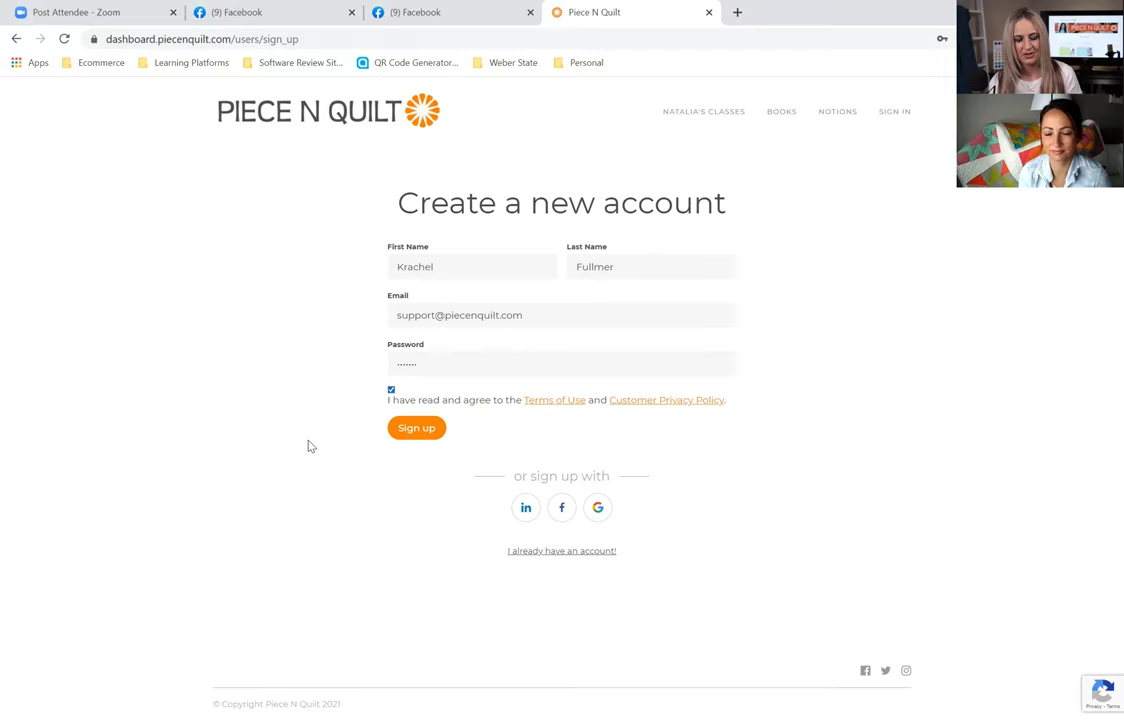 Post Attendee - Zoom
(9) Facebook
(9) Facebook
Piece N Quilt
dashboard.piecenquilt.com/users/sign_up
Apps
Ecommerce
Learning Platforms
Software Review Sit...
QR Code Generator...
Weber State
Personal
PIECE N QUILT
NATALIA'S CLASSES
BOOKS
NOTIONS
SIGN IN
Create a new account
First Name
Last Name
Krachel
Fullmer
Email
support@piecenquilt.com
Password
I have read and agree to the Terms of Use and Customer Privacy Policy.
Sign up
or sign up with
in
f
G
I already have an account!
© Copyright Piece N Quilt 2021
Privacy - Terms